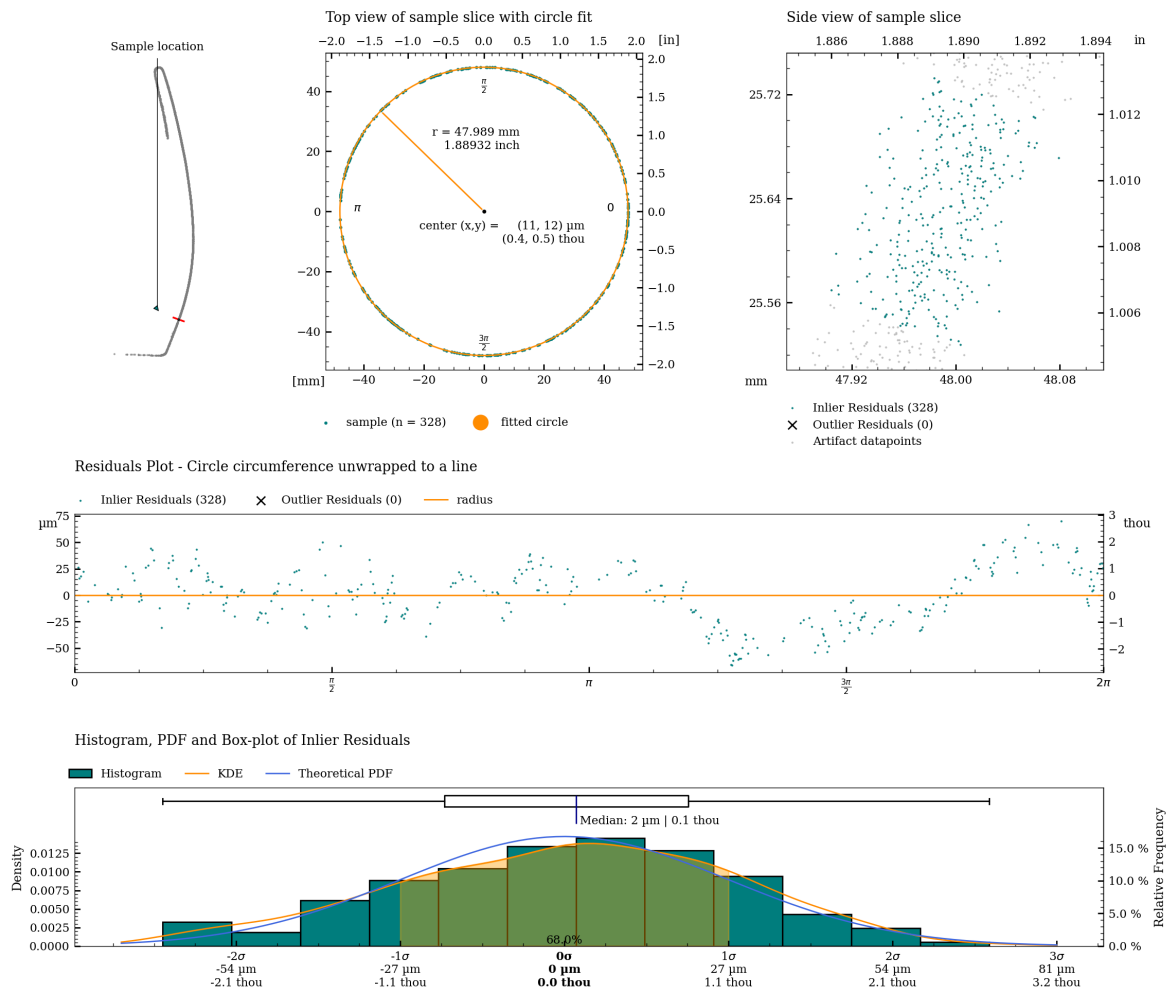 Sample location
Top view of sample slice with circle fit
−2.0 −1.5 −1.0 −0.5 0.0 0.5 1.0 1.5 2.0 [in]
40 20 0 −20 −40
2.0 1.5 1.0 0.5 0.0 −0.5 −1.0 −1.5 −2.0
π/2
r = 47.989 mm
1.88932 inch
π 0
center (x,y) = (11, 12) µm
(0.4, 0.5) thou
3π/2
[mm] −40 −20 0 20 40
sample (n = 328) fitted circle
Side view of sample slice
1.886 1.888 1.890 1.892 1.894 in
25.72 25.64 25.56
1.012 1.010 1.008 1.006
mm 47.92 48.00 48.08
Inlier Residuals (328)
Outlier Residuals (0)
Artifact datapoints
Residuals Plot - Circle circumference unwrapped to a line
Inlier Residuals (328) Outlier Residuals (0) radius
µm 75 50 25 0 −25 −50
3 2 1 0 −1 −2 thou
0 π/2 π 3π/2 2π
Histogram, PDF and Box-plot of Inlier Residuals
Histogram KDE Theoretical PDF
Median: 2 µm | 0.1 thou
Density
0.0125 0.0100 0.0075 0.0050 0.0025 0.0000
15.0 % 10.0 % 5.0 % 0.0 %
Relative Frequency
68.0%
-2σ -1σ 0σ 1σ 2σ 3σ
-54 µm -27 µm 0 µm 27 µm 54 µm 81 µm
-2.1 thou -1.1 thou 0.0 thou 1.1 thou 2.1 thou 3.2 thou